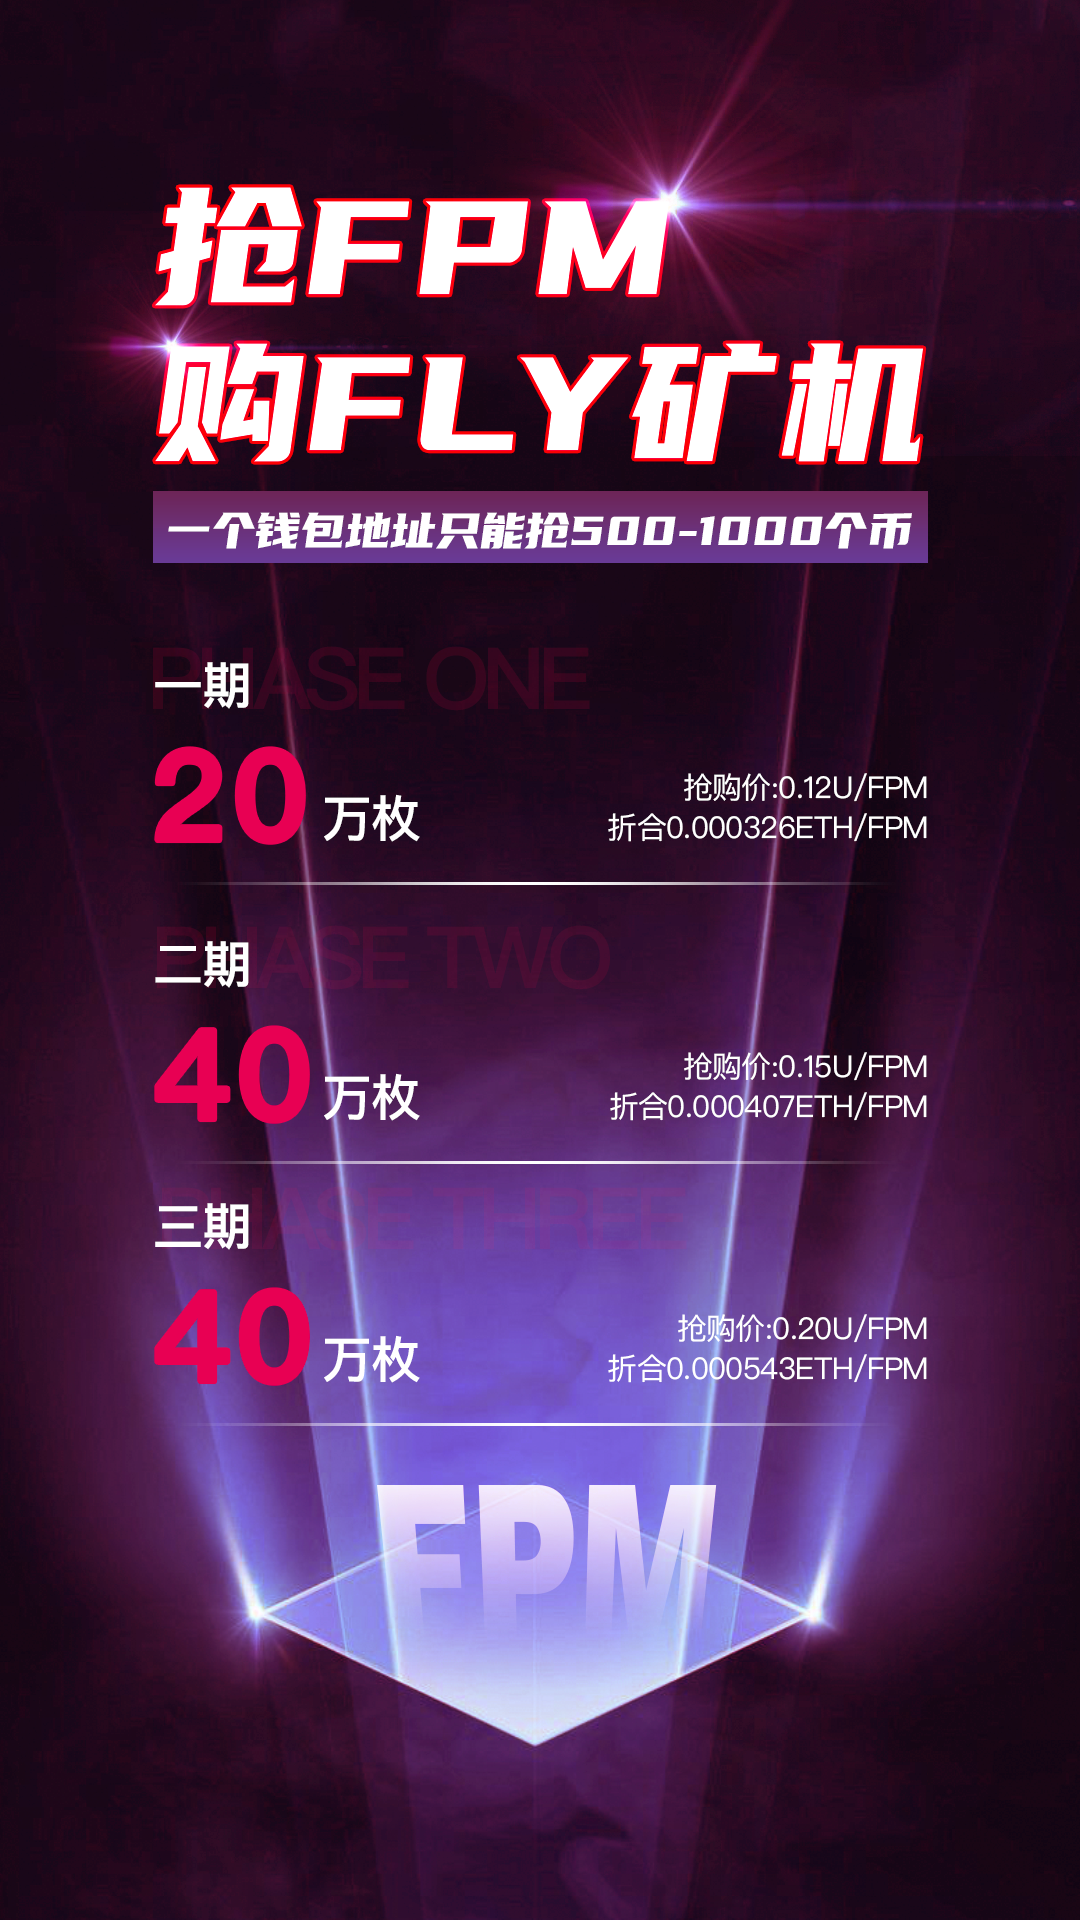 抢FPM
购FLY矿机
一个钱包地址只能抢500-1000个币
PHASE ONE
一期
20万枚
抢购价:0.12U/FPM
折合0.000326ETH/FPM
PHASE TWO
二期
40万枚
抢购价:0.15U/FPM
折合0.000407ETH/FPM
PHASE THREE
三期
40万枚
抢购价:0.20U/FPM
折合0.000543ETH/FPM
FPM